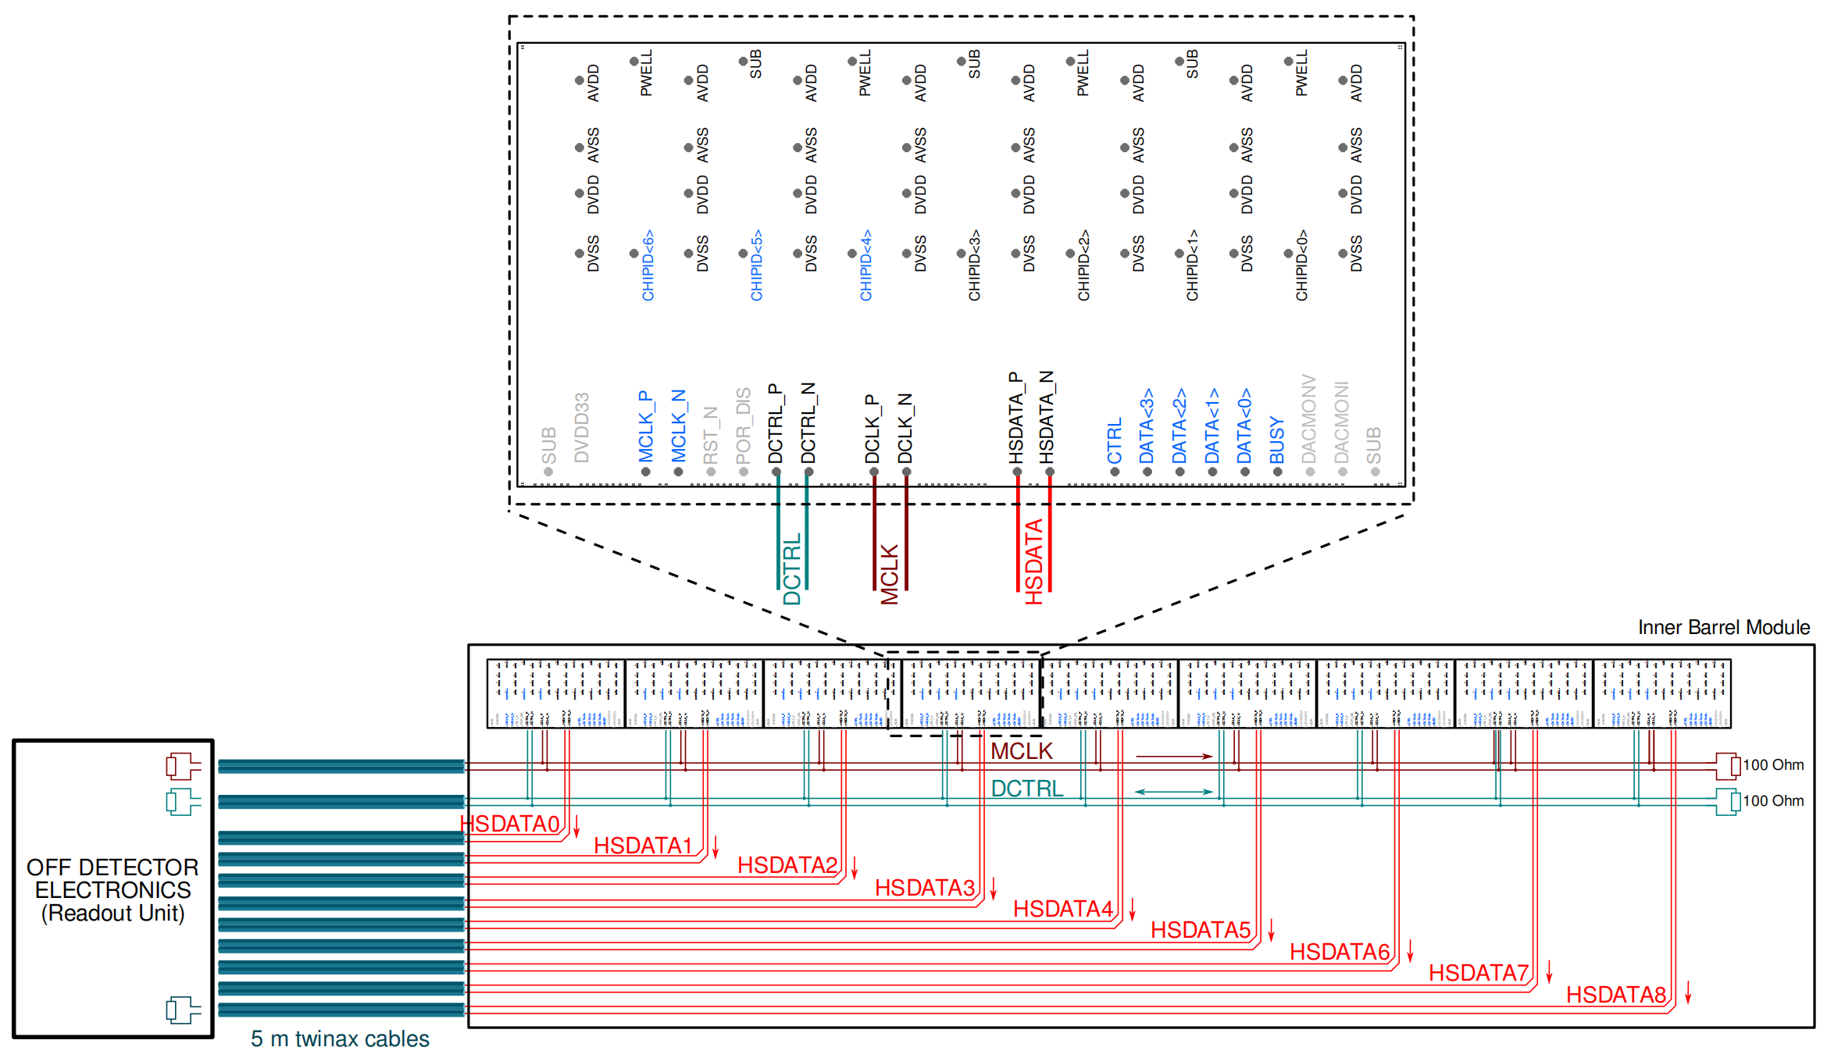 PWELL SUB PWELL SUB PWELL SUB PWELL
AVDD AVDD AVDD AVDD AVDD AVDD AVDD AVDD
AVSS AVSS AVSS AVSS AVSS AVSS AVSS AVSS
DVDD DVDD DVDD DVDD DVDD DVDD DVDD DVDD
DVSS CHIPID<6> DVSS CHIPID<5> DVSS CHIPID<4> DVSS CHIPID<3> DVSS CHIPID<2> DVSS CHIPID<1> DVSS CHIPID<0> DVSS
SUB DVDD33 MCLK_P MCLK_N RST_N POR_DIS DCTRL_P DCTRL_N DCLK_P DCLK_N HSDATA_P HSDATA_N CTRL DATA<3> DATA<2> DATA<1> DATA<0> BUSY DACMONV DACMONI SUB
DCTRL MCLK HSDATA
Inner Barrel Module
MCLK
100 Ohm
DCTRL
100 Ohm
HSDATA0
HSDATA1
HSDATA2
HSDATA3
HSDATA4
HSDATA5
HSDATA6
HSDATA7
HSDATA8
OFF DETECTOR
ELECTRONICS
(Readout Unit)
5 m twinax cables